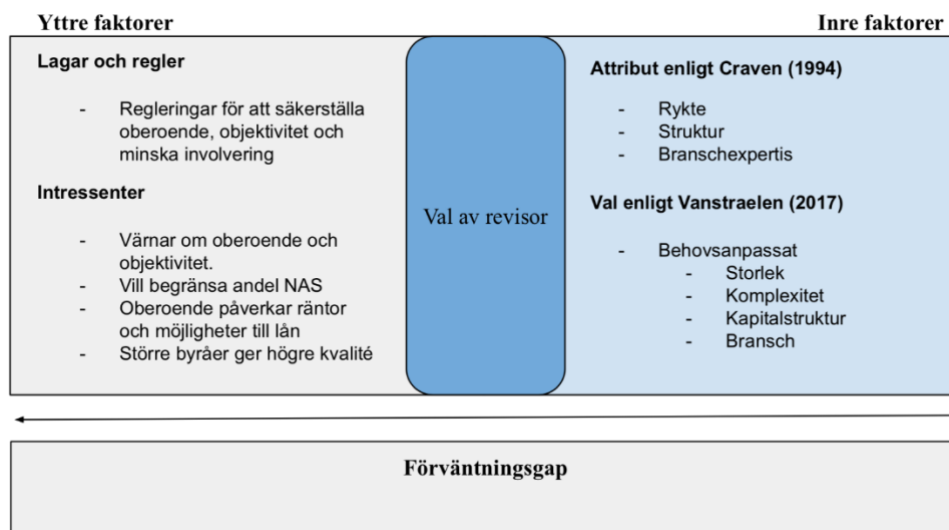 Yttre faktorer
Inre faktorer
Lagar och regler
- Regleringar för att säkerställa
oberoende, objektivitet och
minska involvering
Intressenter
- Värnar om oberoende och
objektivitet.
- Vill begränsa andel NAS
- Oberoende påverkar räntor
och möjligheter till lån
- Större byråer ger högre kvalité
Val av revisor
Attribut enligt Craven (1994)
- Rykte
- Struktur
- Branschexpertis
Val enligt Vanstraelen (2017)
- Behovsanpassat
- Storlek
- Komplexitet
- Kapitalstruktur
- Bransch
Förväntningsgap